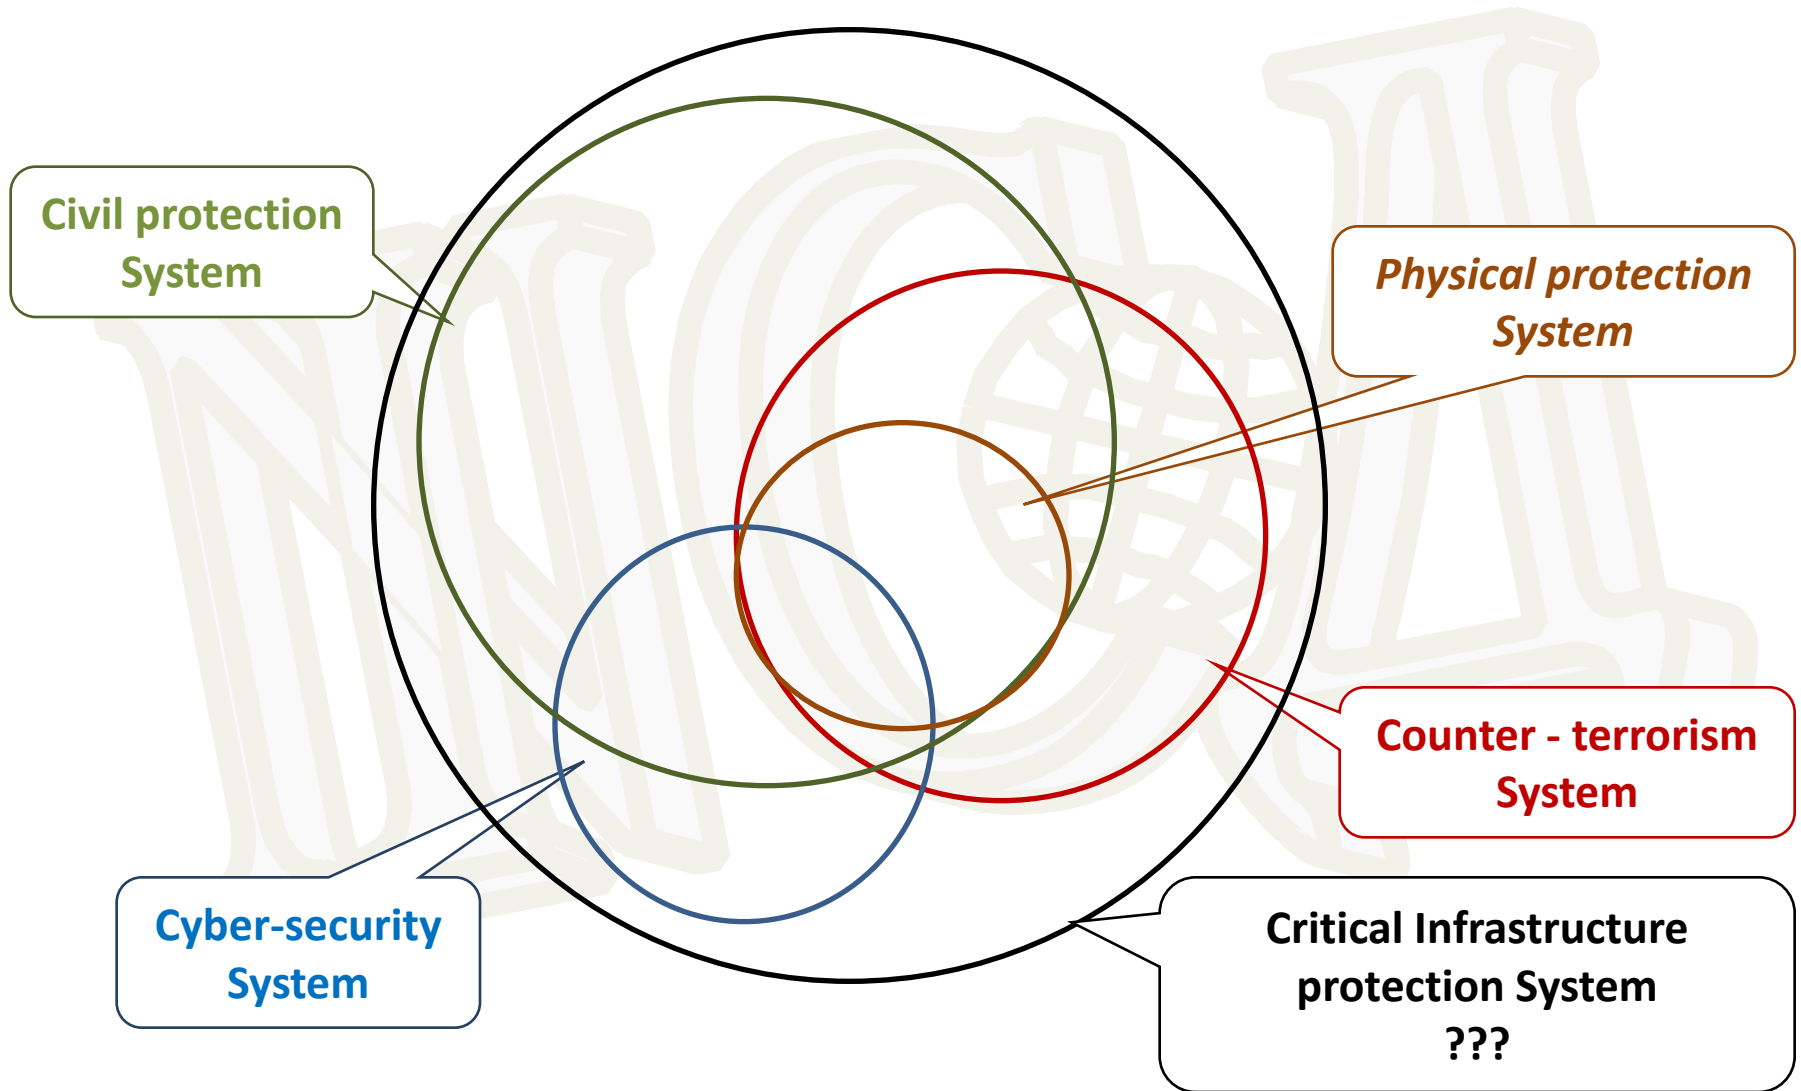 Civil protection
System
Physical protection
System
Counter - terrorism
System
Cyber-security
System
Critical Infrastructure
protection System
???